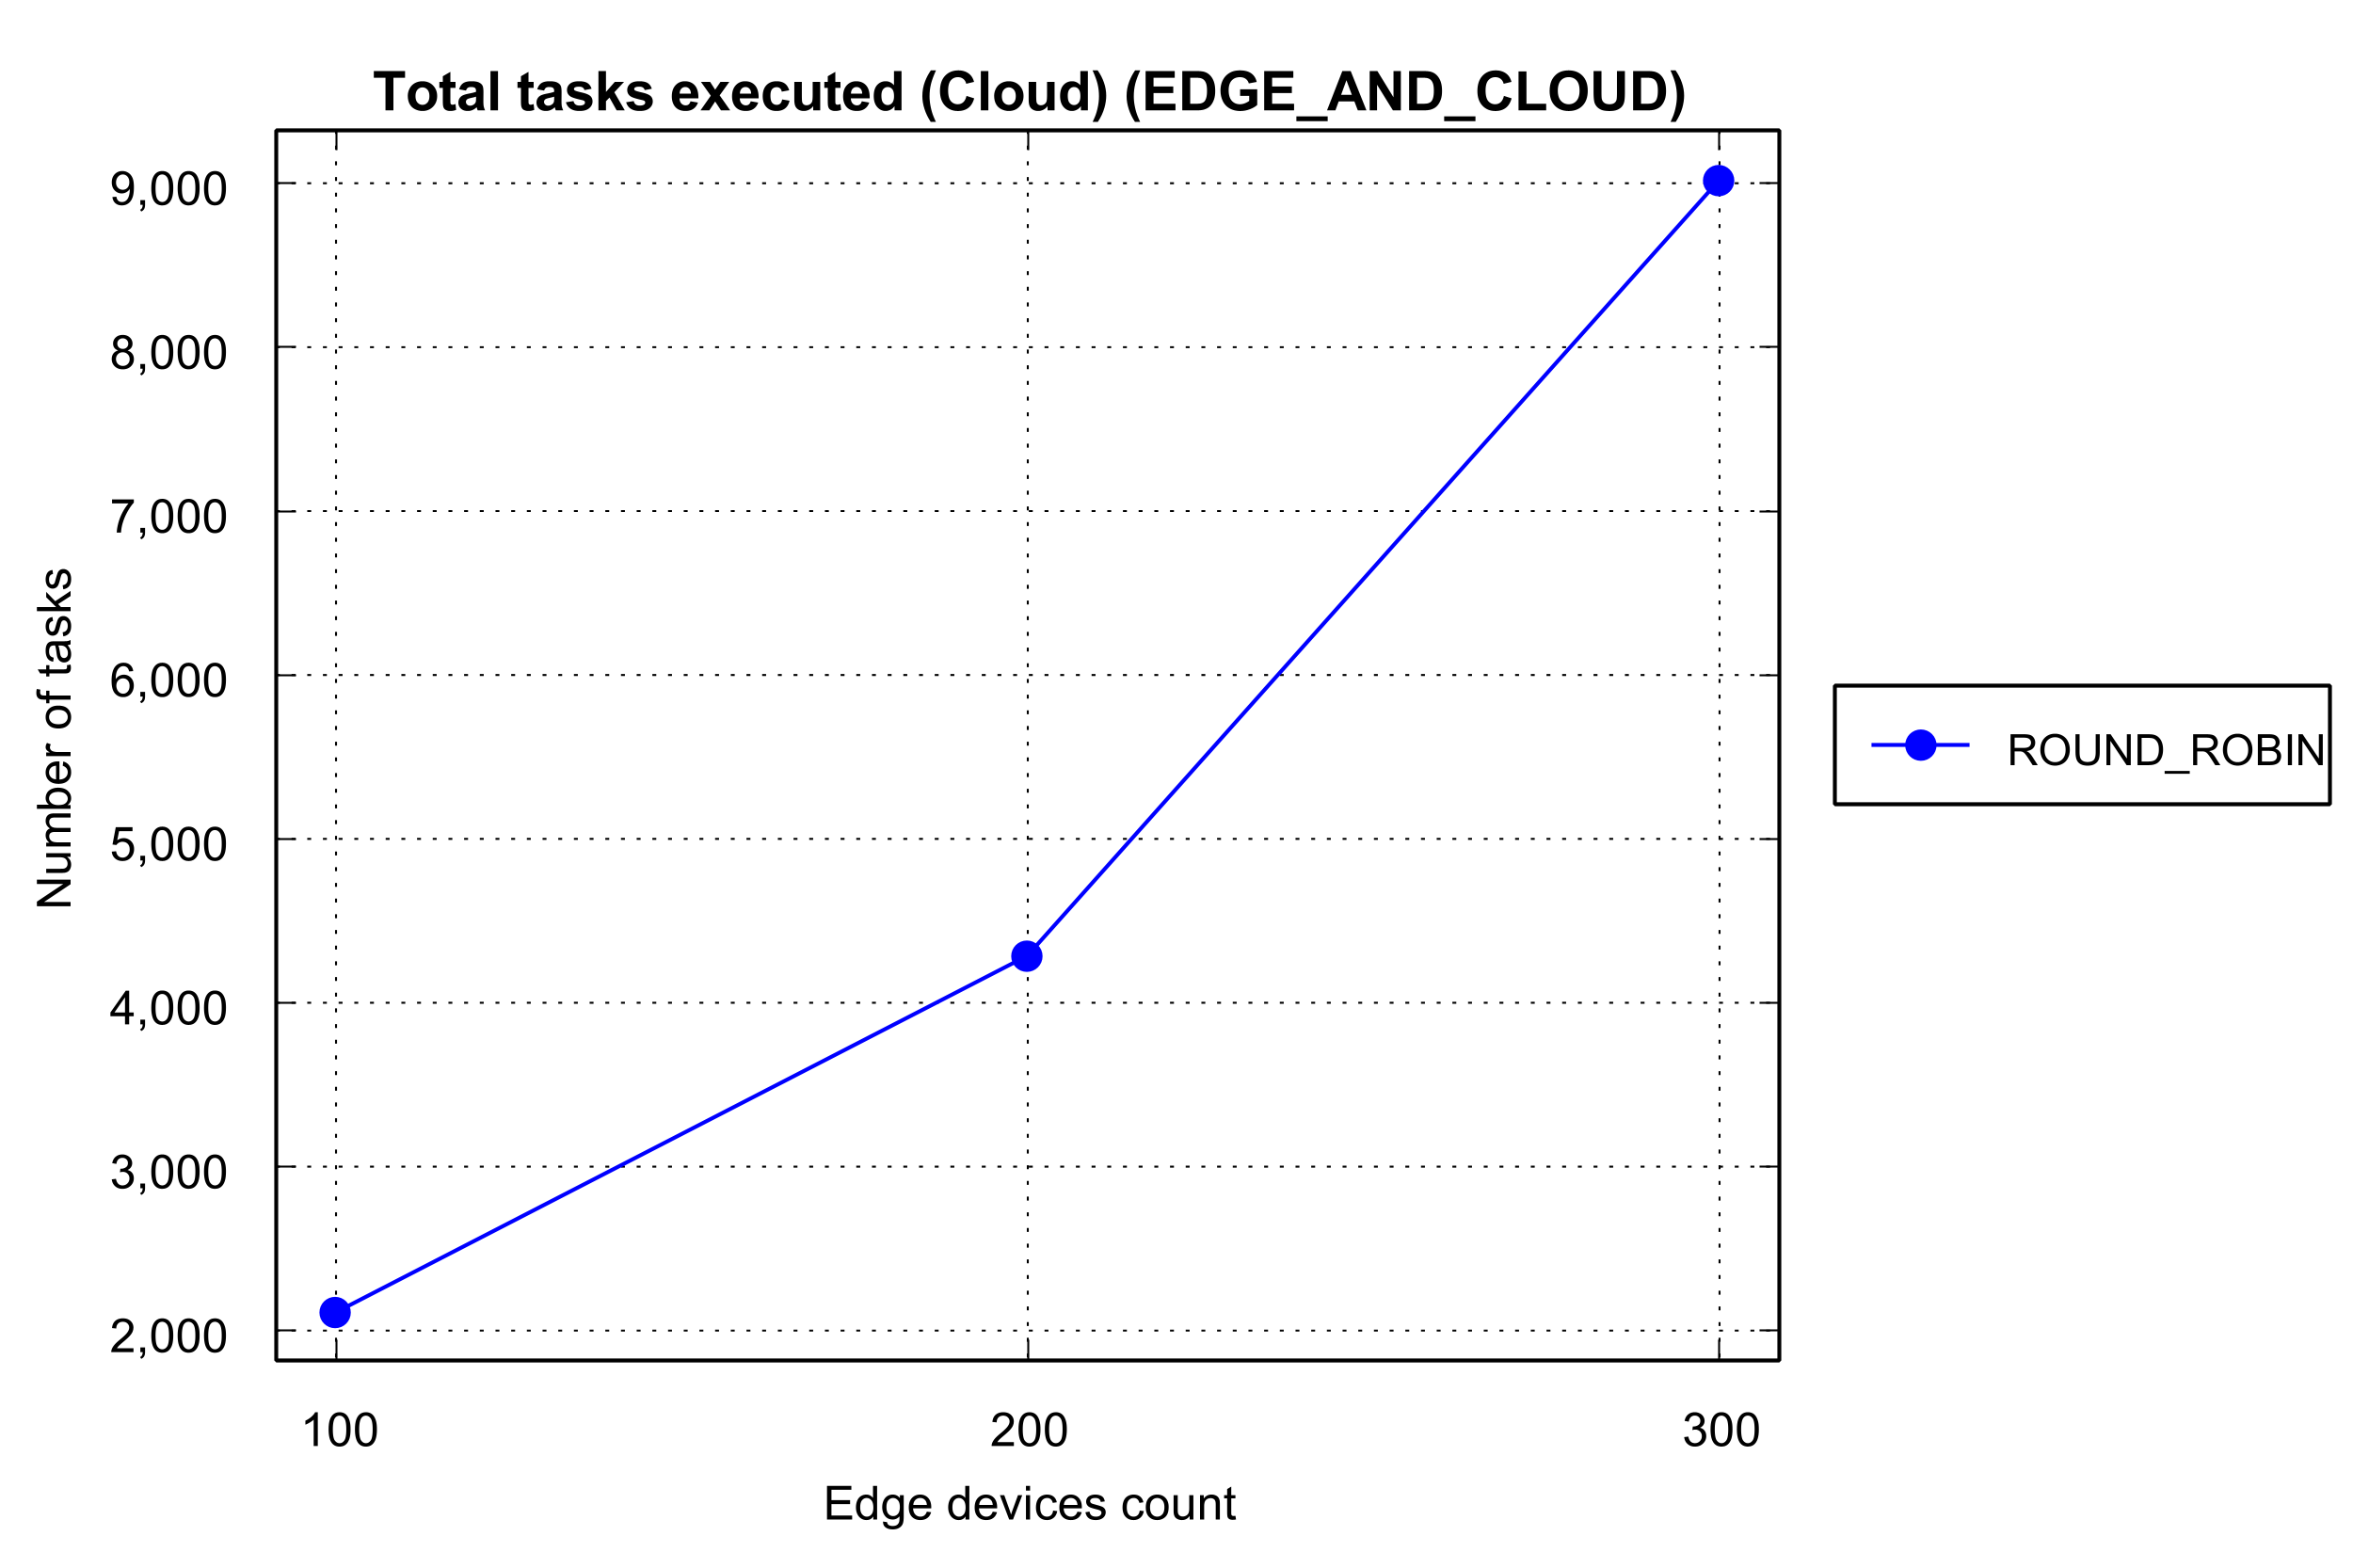 Total tasks executed (Cloud) (EDGE_AND_CLOUD)
9,000
8,000
7,000
6,000
5,000
4,000
3,000
2,000
Number of tasks
100 200 300
Edge devices count
ROUND_ROBIN